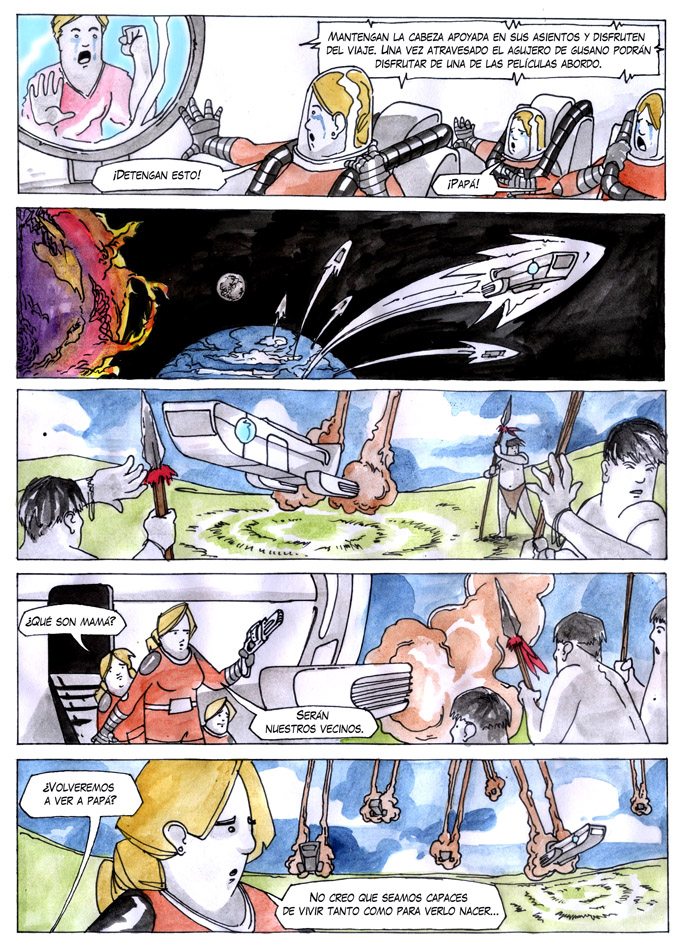 MANTENGAN LA CABEZA APOYADA EN SUS ASIENTOS Y DISFRUTEN
DEL VIAJE. UNA VEZ ATRAVESADO EL AGUJERO DE GUSANO PODRÁN
DISFRUTAR DE UNA DE LAS PELÍCULAS ABORDO.
¡DETENGAN ESTO!
¡PAPÁ!
¿QUÉ SON MAMÁ?
SERÁN
NUESTROS VECINOS.
¿VOLVEREMOS
A VER A PAPÁ?
NO CREO QUE SEAMOS CAPACES
DE VIVIR TANTO COMO PARA VERLO NACER...